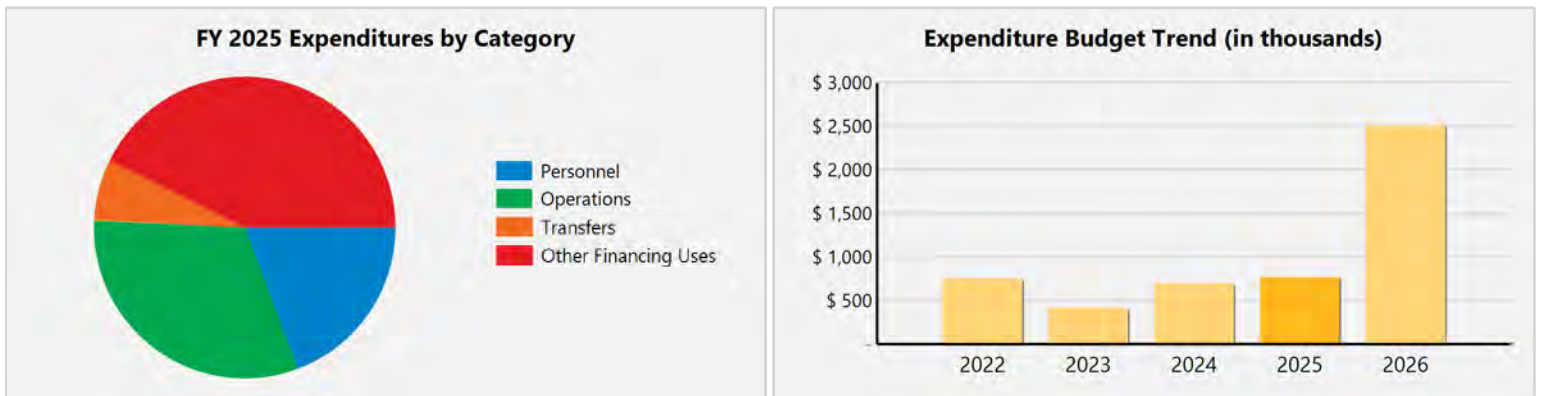 FY 2025 Expenditures by Category
Personnel
Operations
Transfers
Other Financing Uses
Expenditure Budget Trend (in thousands)
$ 3,000
$ 2,500
$ 2,000
$ 1,500
$ 1,000
$ 500
-
2022 2023 2024 2025 2026